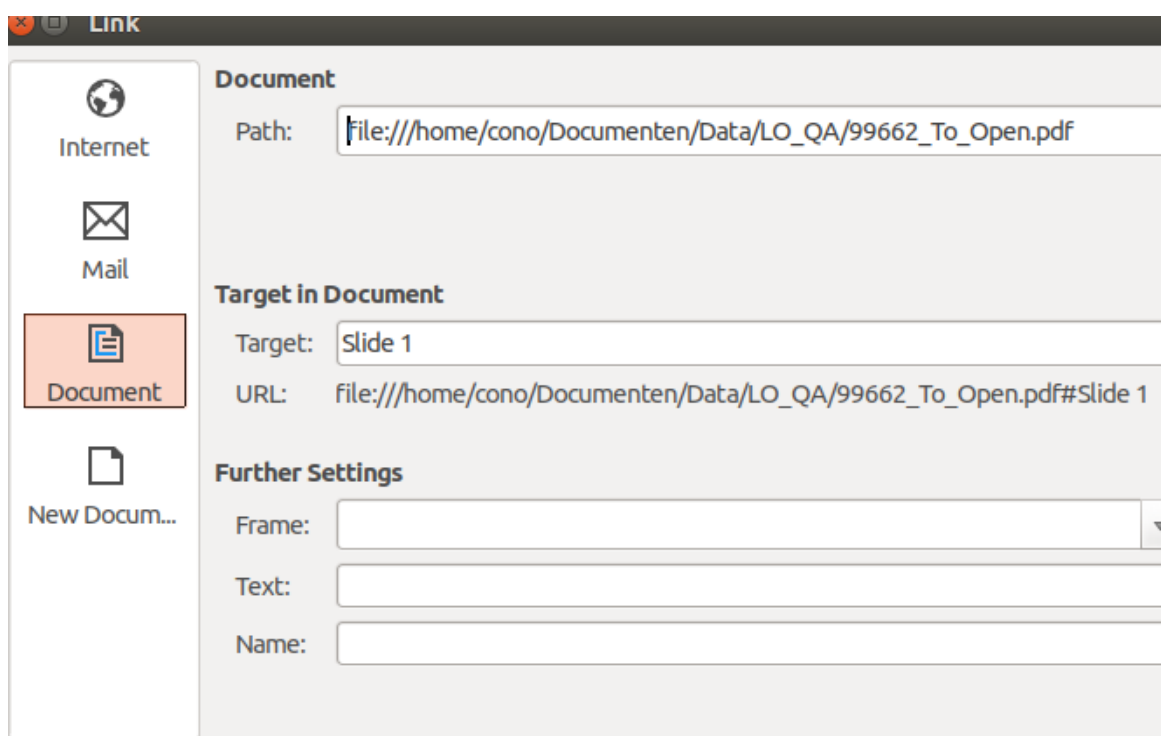 Link
Internet
Mail
Document
New Docum...
Document
Path: file:///home/cono/Documenten/Data/LO_QA/99662_To_Open.pdf
Target in Document
Target: Slide 1
URL: file:///home/cono/Documenten/Data/LO_QA/99662_To_Open.pdf#Slide 1
Further Settings
Frame:
Text:
Name: